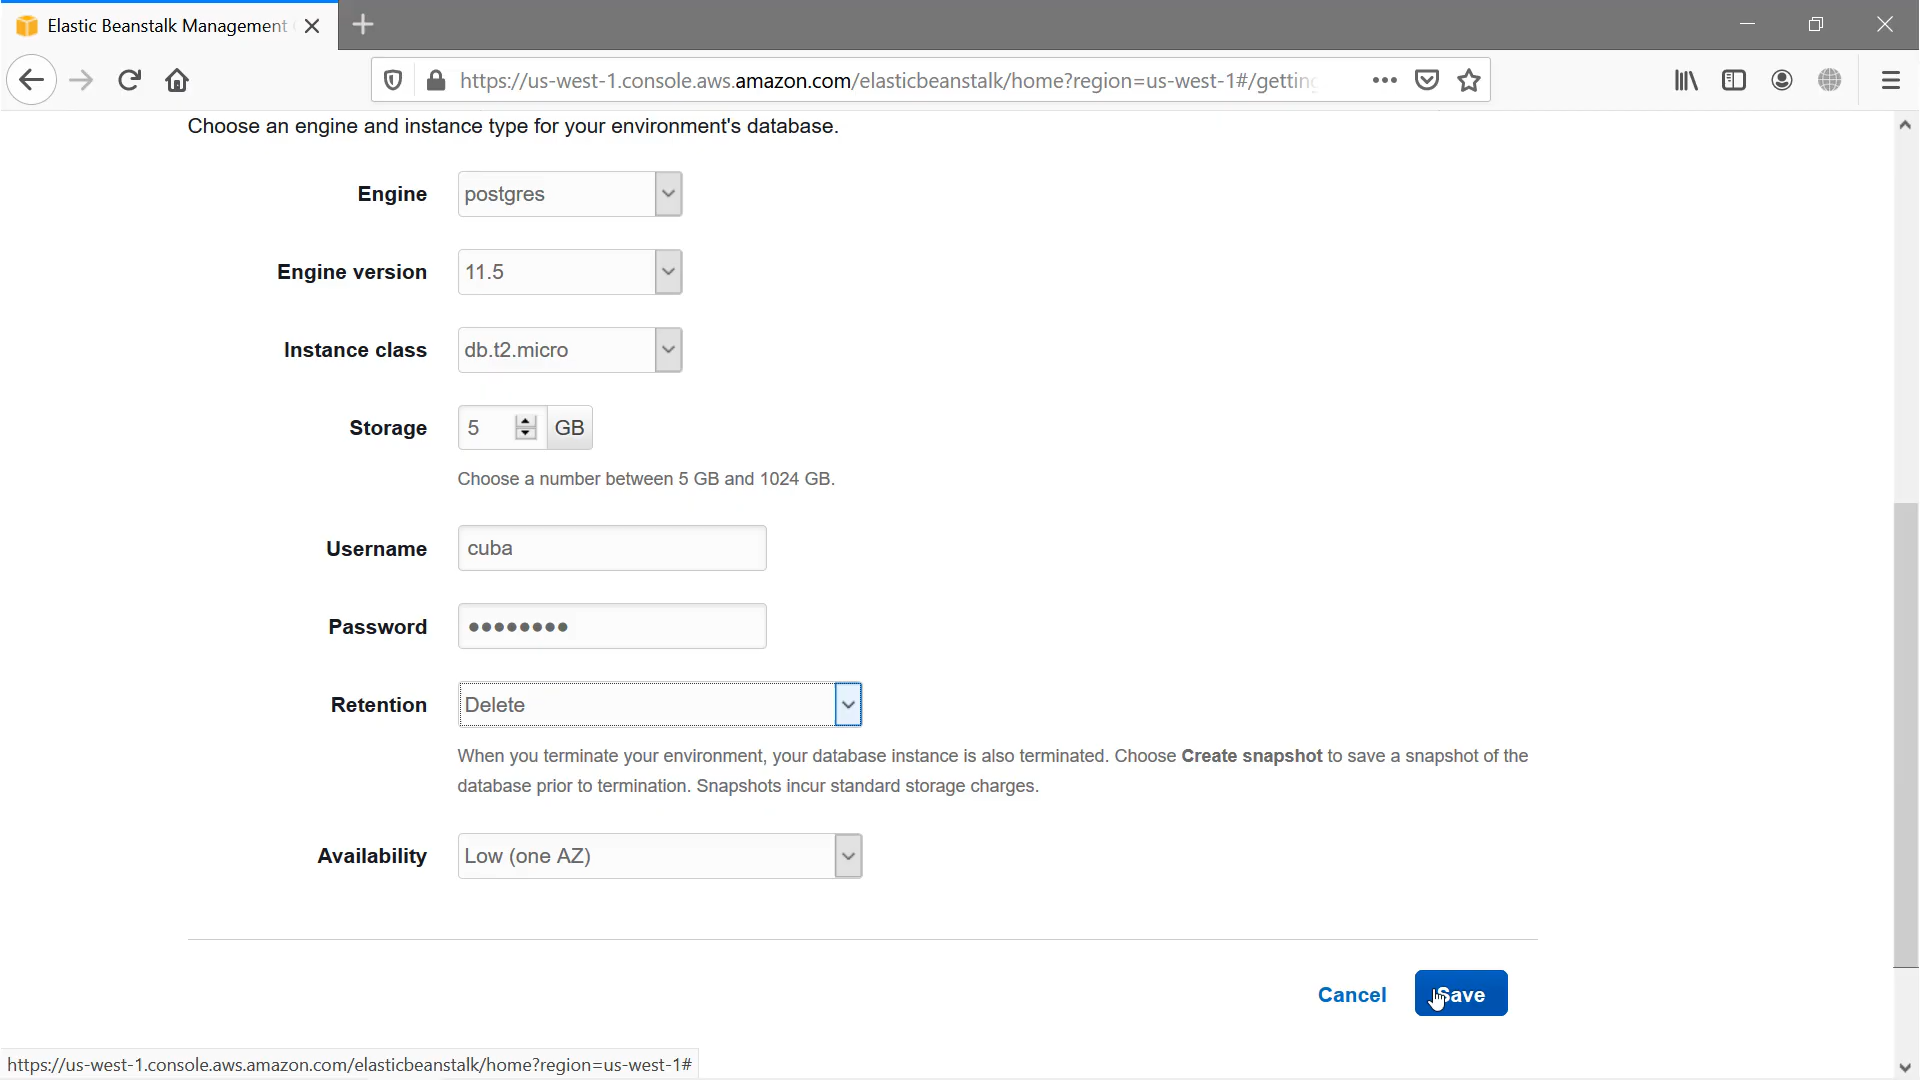 Elastic Beanstalk Management
https://us-west-1.console.aws.amazon.com/elasticbeanstalk/home?region=us-west-1#/getting
Choose an engine and instance type for your environment's database.
Engine postgres
Engine version 11.5
Instance class db.t2.micro
Storage 5 GB
Choose a number between 5 GB and 1024 GB.
Username cuba
Password ●●●●●●●●
Retention Delete
When you terminate your environment, your database instance is also terminated. Choose Create snapshot to save a snapshot of the
database prior to termination. Snapshots incur standard storage charges.
Availability Low (one AZ)
Cancel Save
https://us-west-1.console.aws.amazon.com/elasticbeanstalk/home?region=us-west-1#